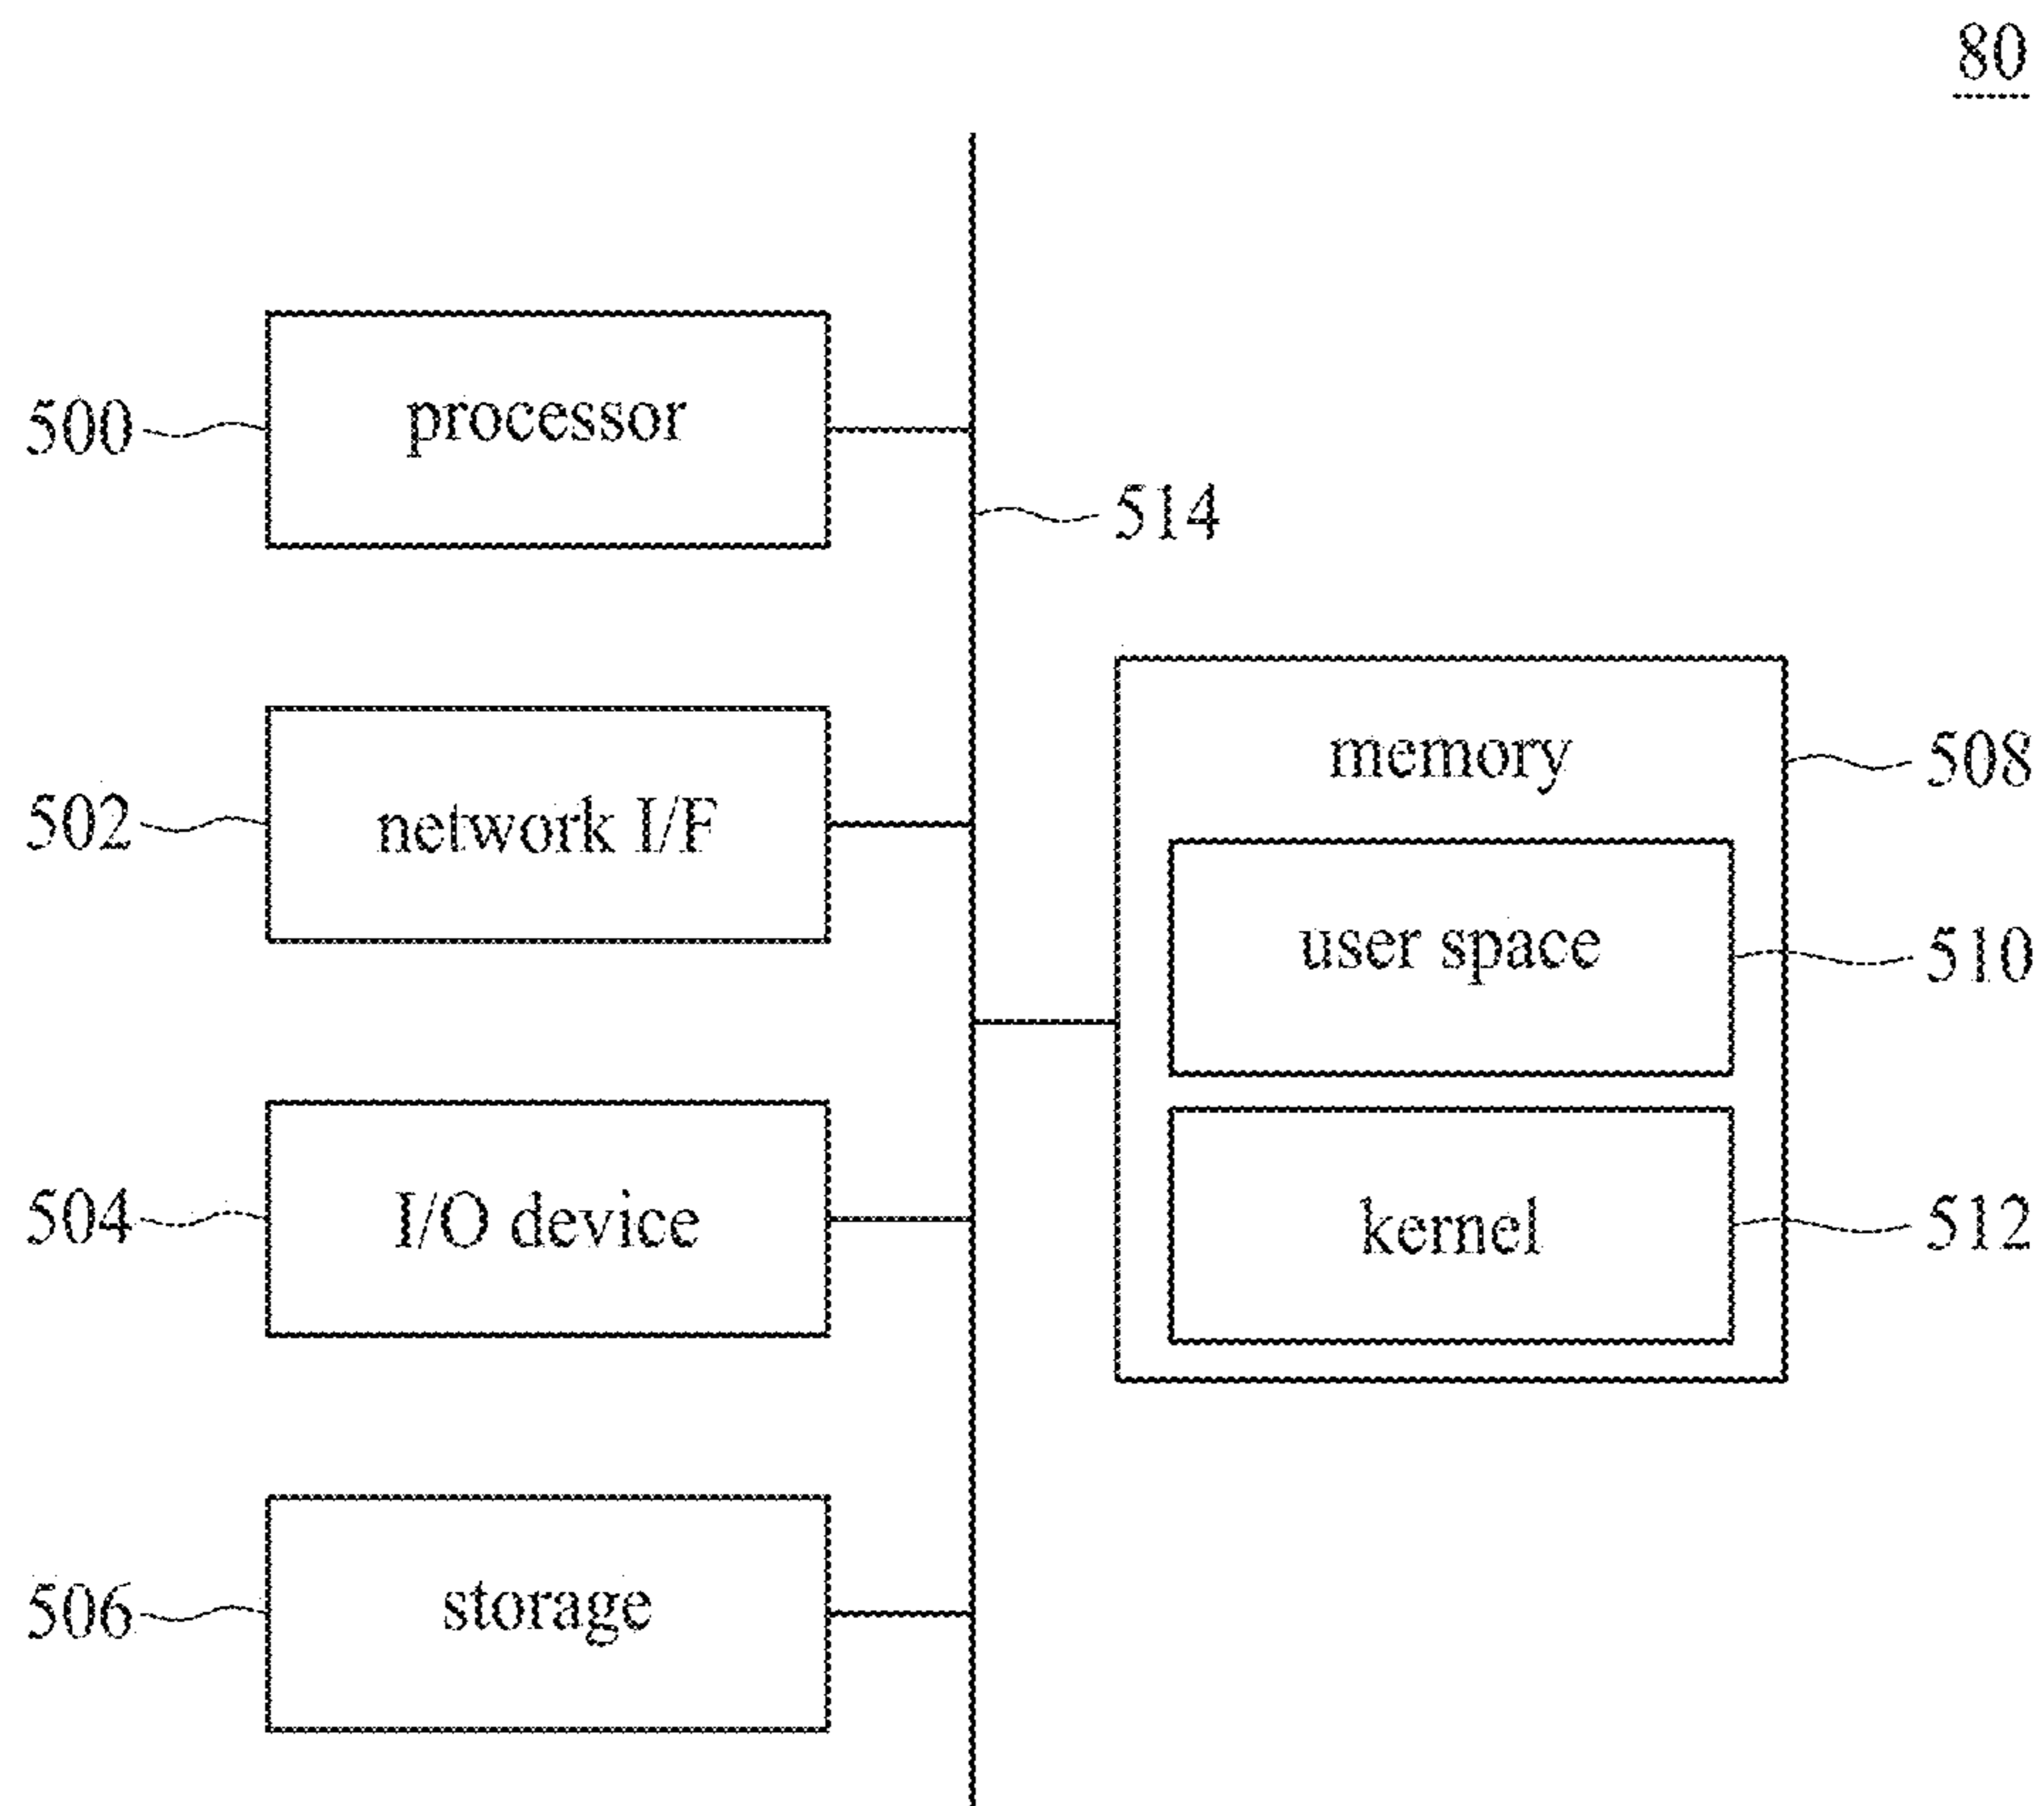 80
500 processor
514
memory 508
502 network I/F
user space 510
504 I/O device
kernel 512
506 storage